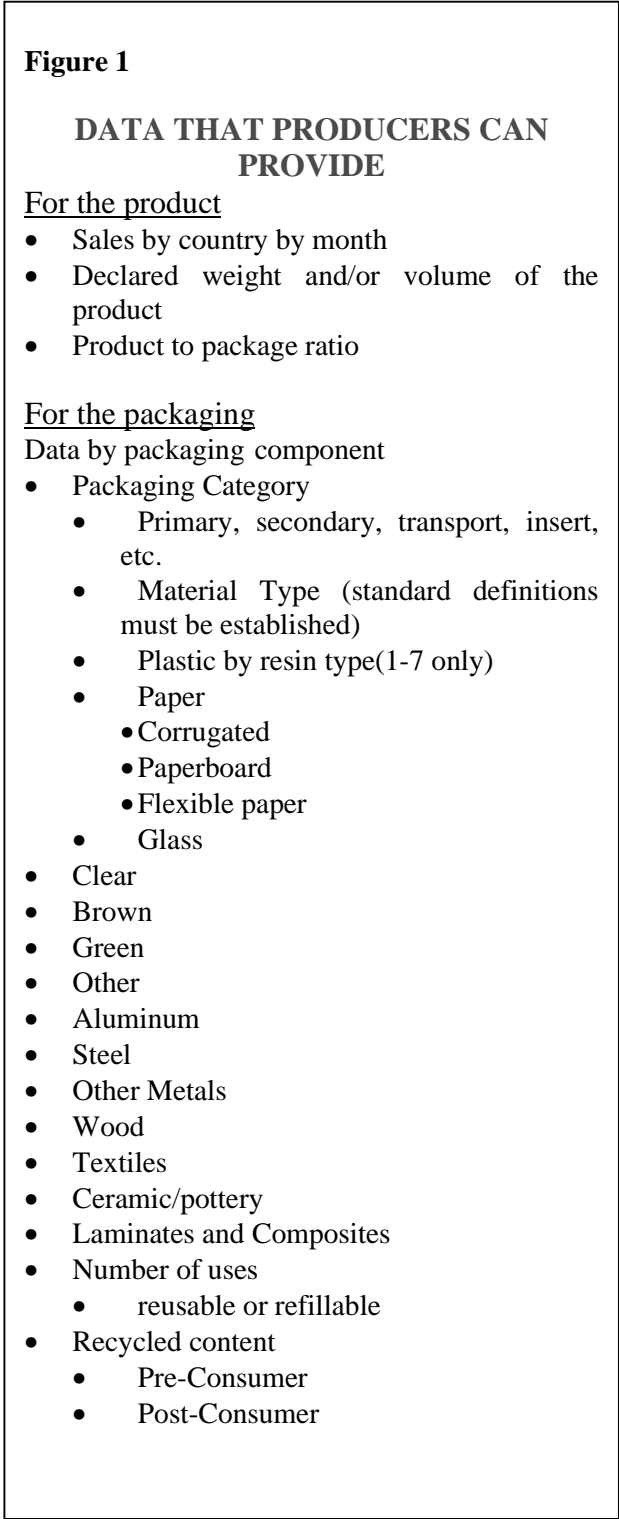 Figure 1
DATA THAT PRODUCERS CAN
PROVIDE
For the product
• Sales by country by month
• Declared weight and/or volume of the
product
• Product to package ratio
For the packaging
Data by packaging component
• Packaging Category
• Primary, secondary, transport, insert,
etc.
• Material Type (standard definitions
must be established)
• Plastic by resin type(1-7 only)
• Paper
• Corrugated
• Paperboard
• Flexible paper
• Glass
• Clear
• Brown
• Green
• Other
• Aluminum
• Steel
• Other Metals
• Wood
• Textiles
• Ceramic/pottery
• Laminates and Composites
• Number of uses
• reusable or refillable
• Recycled content
• Pre-Consumer
• Post-Consumer